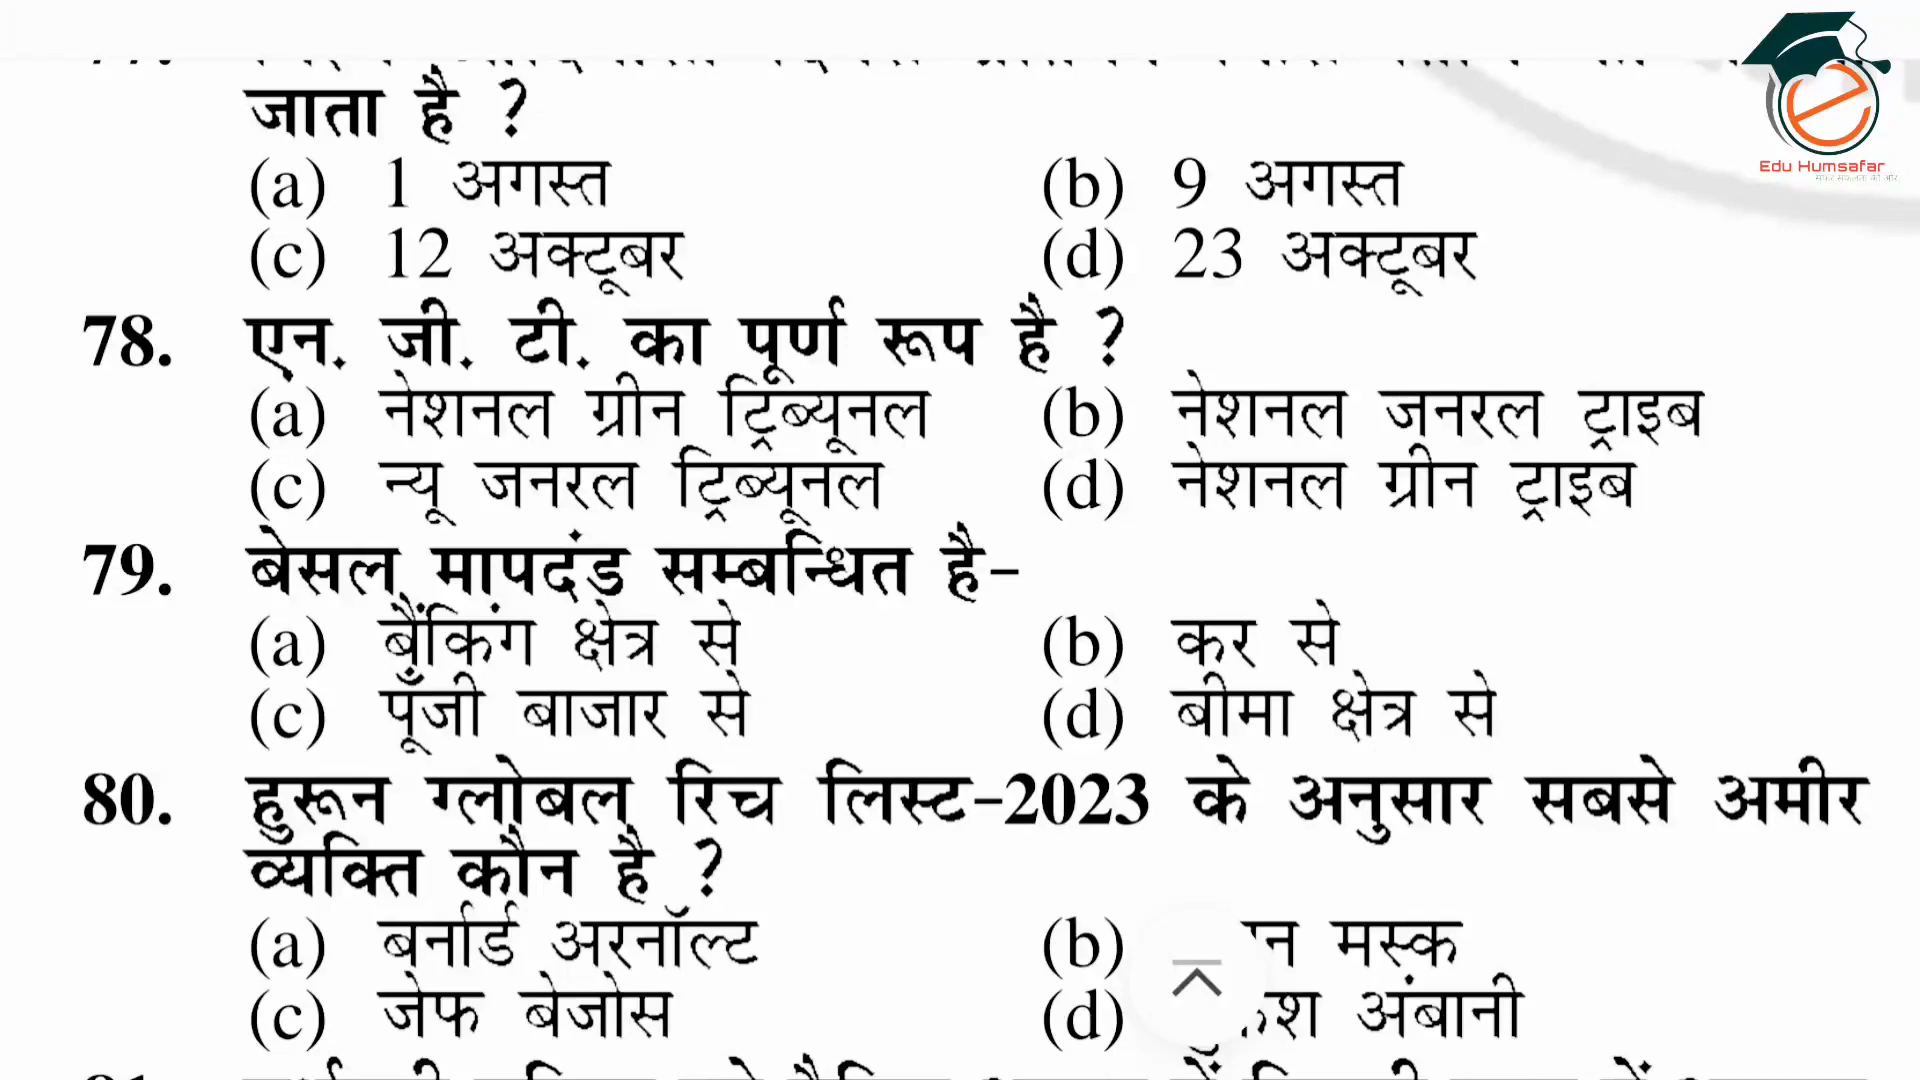 Edu Humsafar
जाता है ?
(a) 1 अगस्त (b) 9 अगस्त
(c) 12 अक्टूबर (d) 23 अक्टूबर
78. एन. जी. टी. का पूर्ण रूप है ?
(a) नेशनल ग्रीन ट्रिब्यूनल (b) नेशनल जनरल ट्राइब
(c) न्यू जनरल ट्रिब्यूनल (d) नेशनल ग्रीन ट्राइब
79. बेसल मापदंड सम्बन्धित है-
(a) बैंकिंग क्षेत्र से (b) कर से
(c) पूँजी बाजार से (d) बीमा क्षेत्र से
80. हुरून ग्लोबल रिच लिस्ट-2023 के अनुसार सबसे अमीर
व्यक्ति कौन है ?
(a) बर्नार्ड अरनॉल्ट (b) मस्क
(c) जेफ बेजोस (d) अंबानी